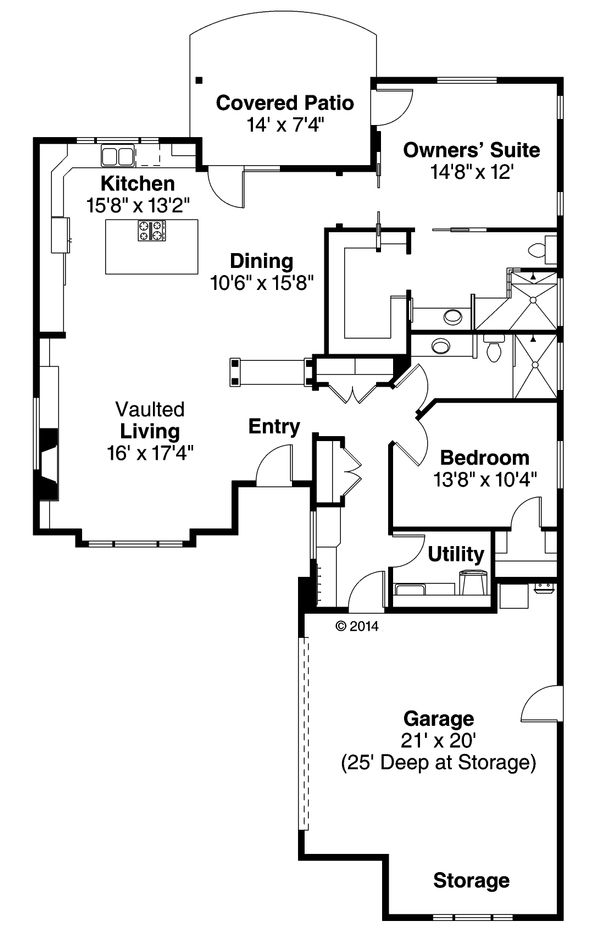 Covered Patio
14' x 7'4"
Owners' Suite
14'8" x 12'
Kitchen
15'8" x 13'2"
Dining
10'6" x 15'8"
Vaulted
Living
16' x 17'4"
Entry
Bedroom
13'8" x 10'4"
Utility
© 2014
Garage
21' x 20'
(25' Deep at Storage)
Storage